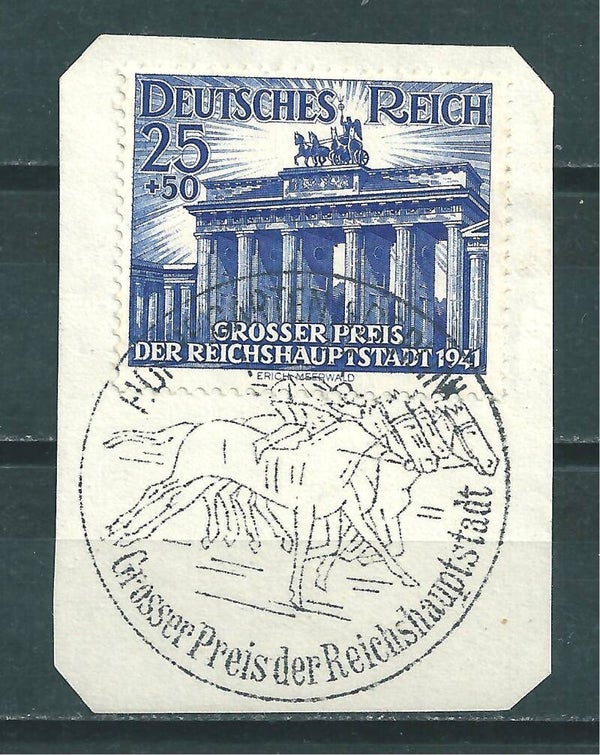 DEUTSCHES REICH
25
+50
GROSSER PREIS
DER REICHSHAUPTSTADT 1941
ERICH MEERWALD
Grosser Preis der Reichshauptstadt